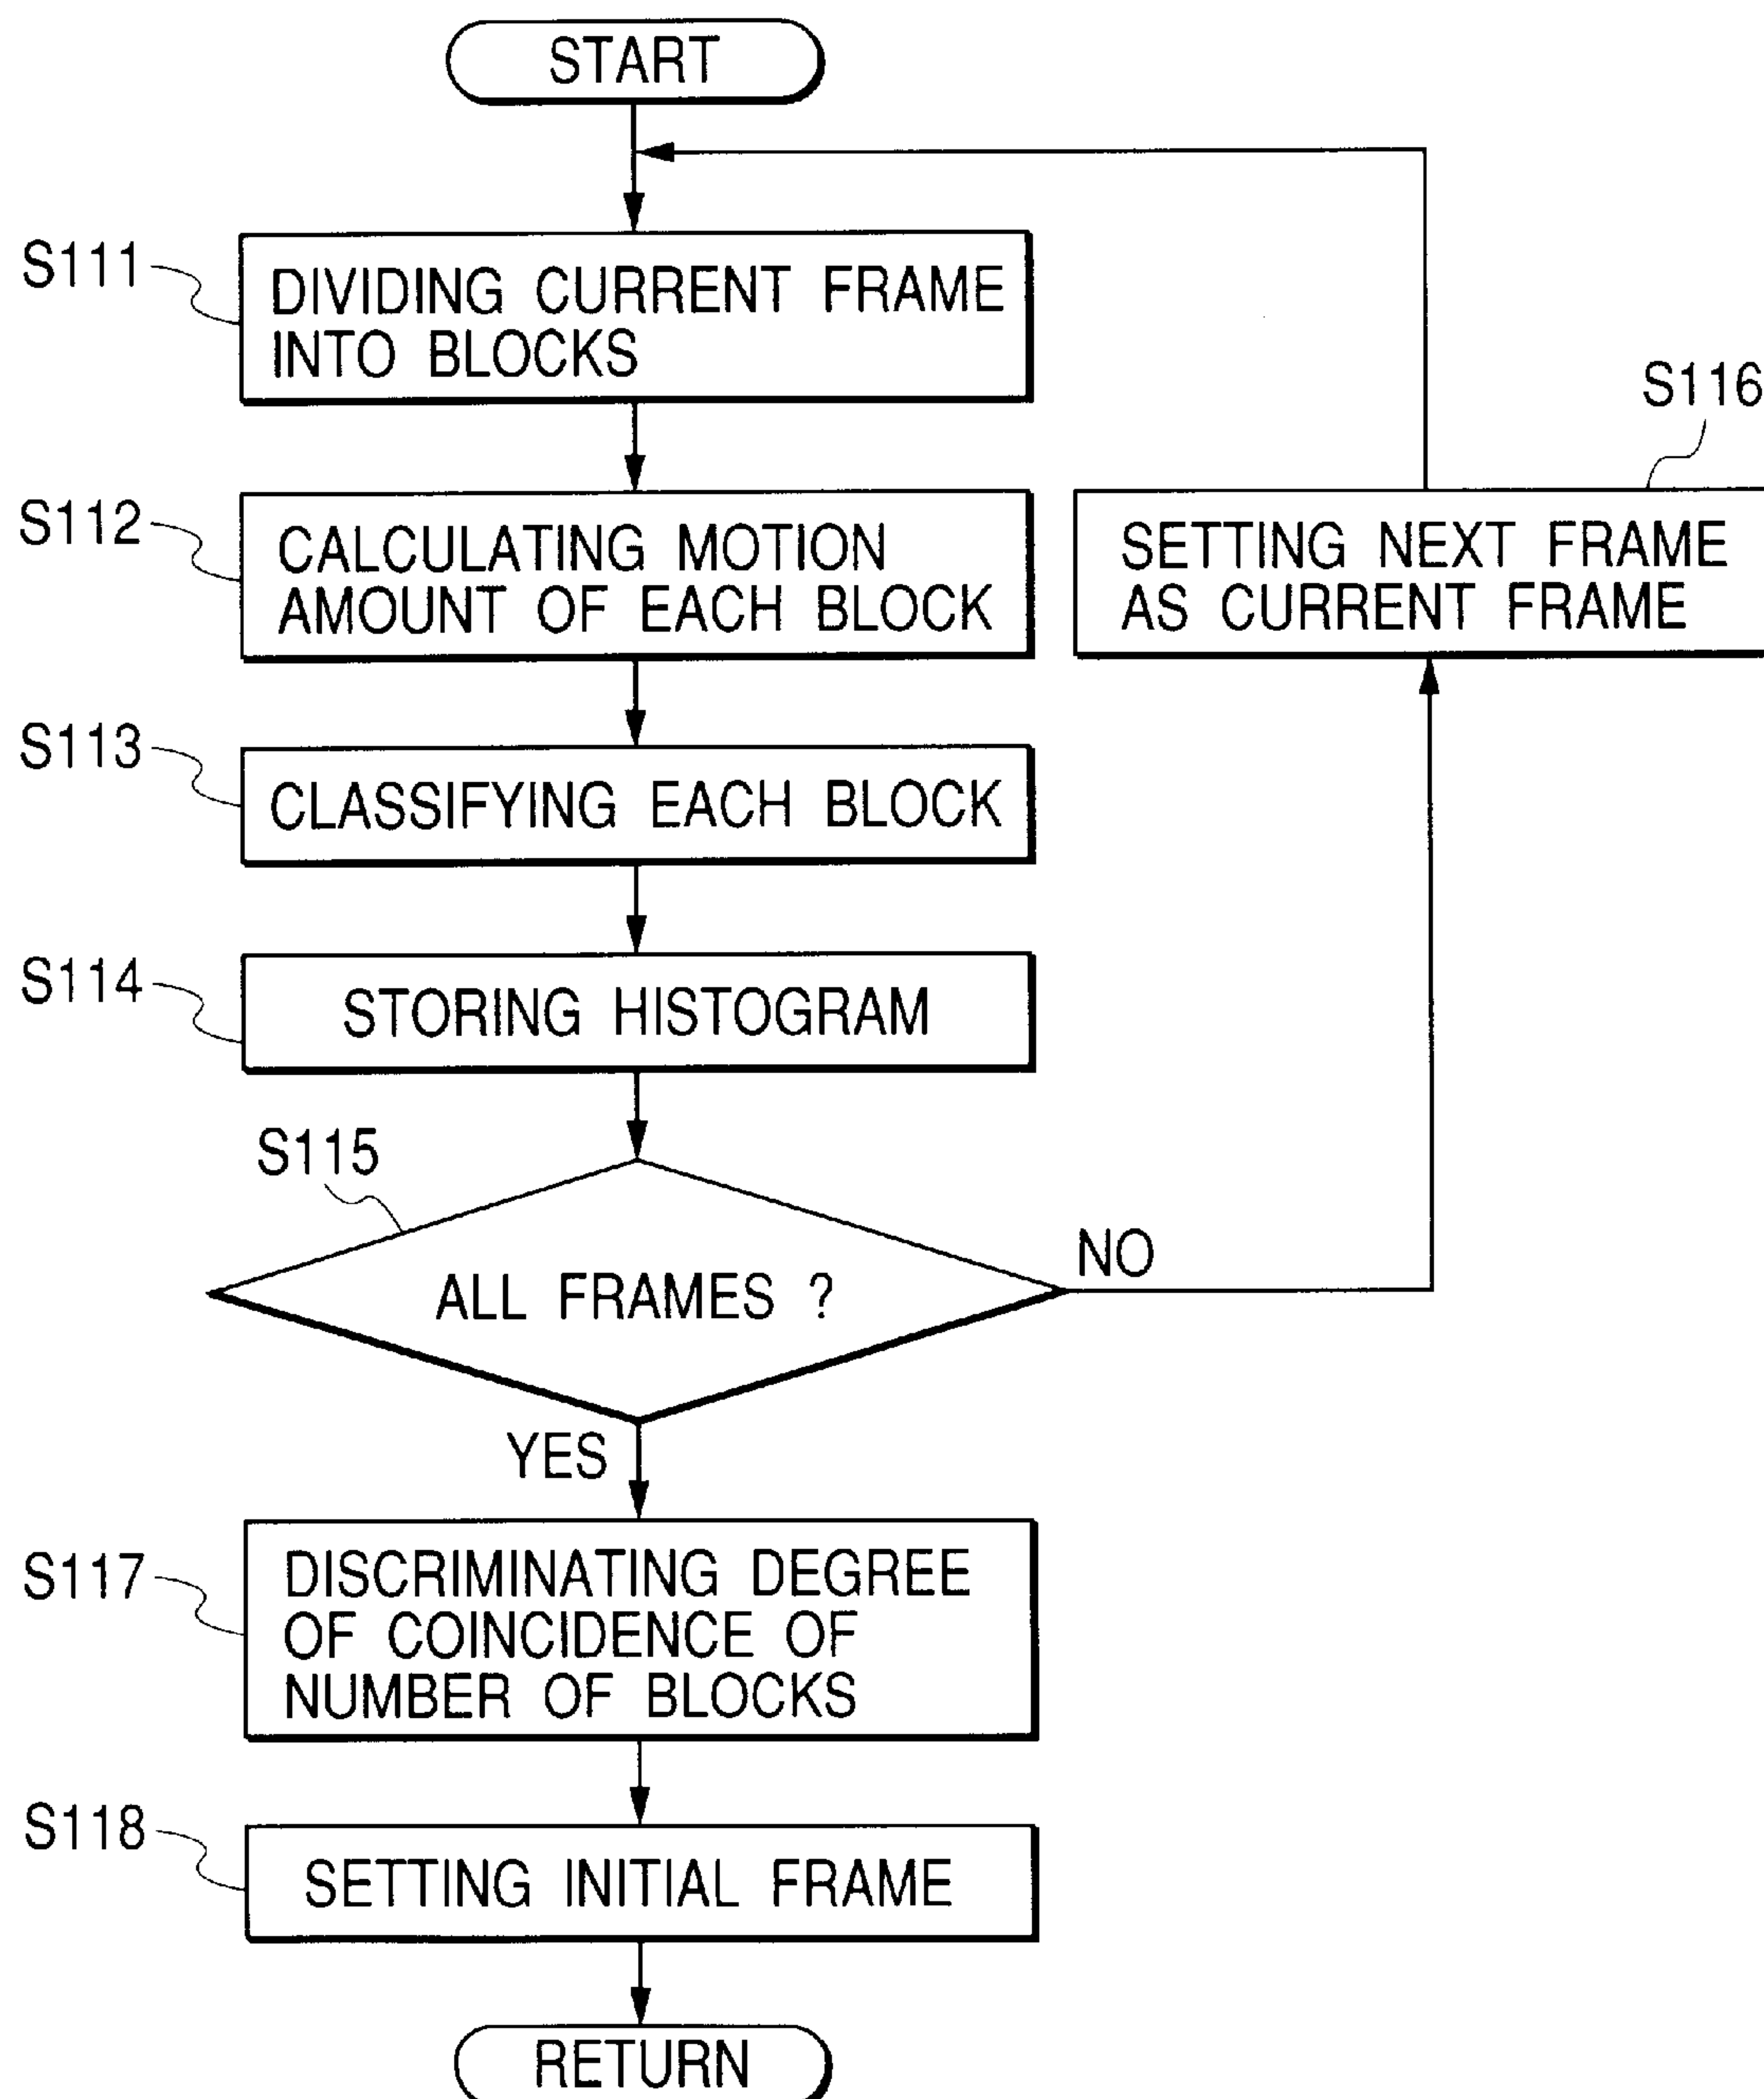 START
S111
DIVIDING CURRENT FRAME
INTO BLOCKS
S116
S112
CALCULATING MOTION
AMOUNT OF EACH BLOCK
SETTING NEXT FRAME
AS CURRENT FRAME
S113
CLASSIFYING EACH BLOCK
S114
STORING HISTOGRAM
S115
ALL FRAMES ?
NO
YES
S117
DISCRIMINATING DEGREE
OF COINCIDENCE OF
NUMBER OF BLOCKS
S118
SETTING INITIAL FRAME
RETURN